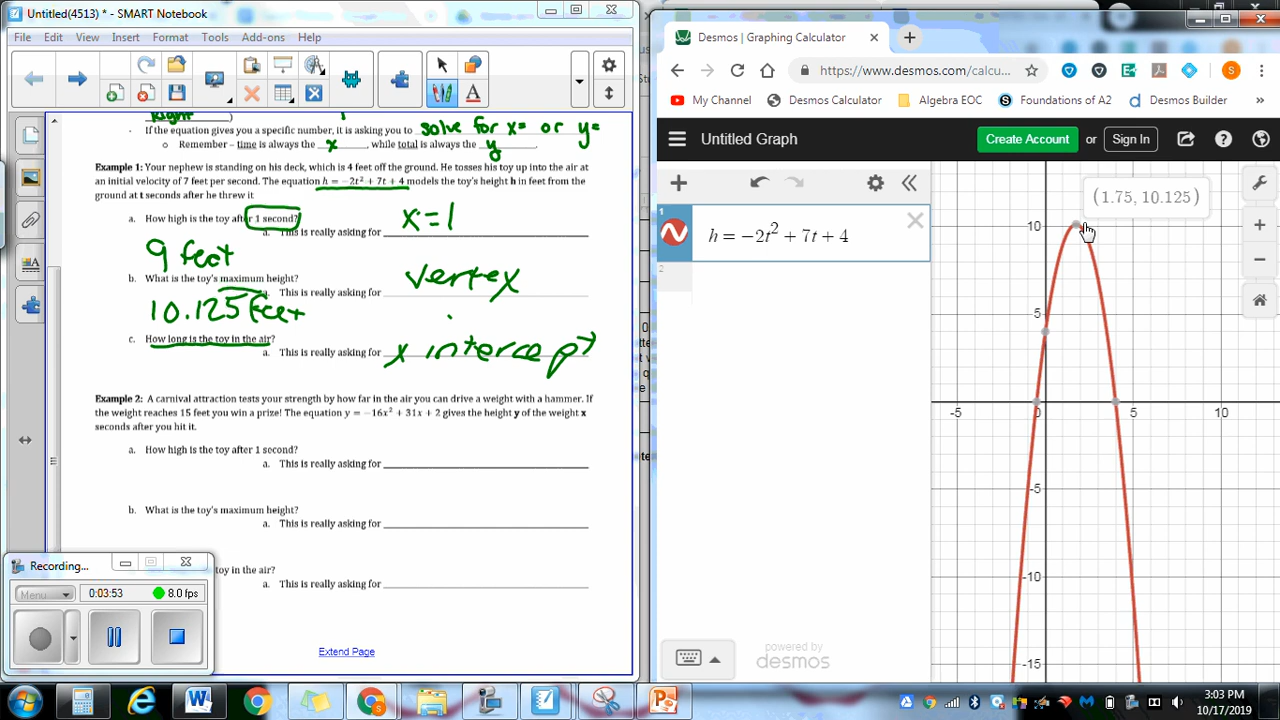 Untitled(4513) * - SMART Notebook
File Edit View Insert Format Tools Add-ons Help
Right
- If the equation gives you a specific number, it is asking you to solve for x= or y=
o Remember – time is always the x, while total is always the y
Example 1: Your nephew is standing on his deck, which is 4 feet off the ground. He tosses his toy up into the air at
an initial velocity of 7 feet per second. The equation h = −2t² + 7t + 4 models the toy's height h in feet from the
ground at t seconds after he threw it
a. How high is the toy after 1 second?
a. This is really asking for x=1
9 feet
b. What is the toy's maximum height?
a. This is really asking for vertex
10.125 feet
c. How long is the toy in the air?
a. This is really asking for x intercept
Example 2: A carnival attraction tests your strength by how far in the air you can drive a weight with a hammer. If
the weight reaches 15 feet you win a prize! The equation y = −16x² + 31x + 2 gives the height y of the weight x
seconds after you hit it.
a. How high is the toy after 1 second?
a. This is really asking for
b. What is the toy's maximum height?
a. This is really asking for
toy in the air?
a. This is really asking for
Extend Page
Recording...
Menu
0:03:53
8.0 fps
Desmos | Graphing Calculator
https://www.desmos.com/calcu...
My Channel Desmos Calculator Algebra EOC Foundations of A2 Desmos Builder
Untitled Graph
Create Account or Sign In
1
h = −2t² + 7t + 4
2
(1.75, 10.125)
10
5
-5 0 5 10
-5
-10
-15
powered by
desmos
3:03 PM
10/17/2019